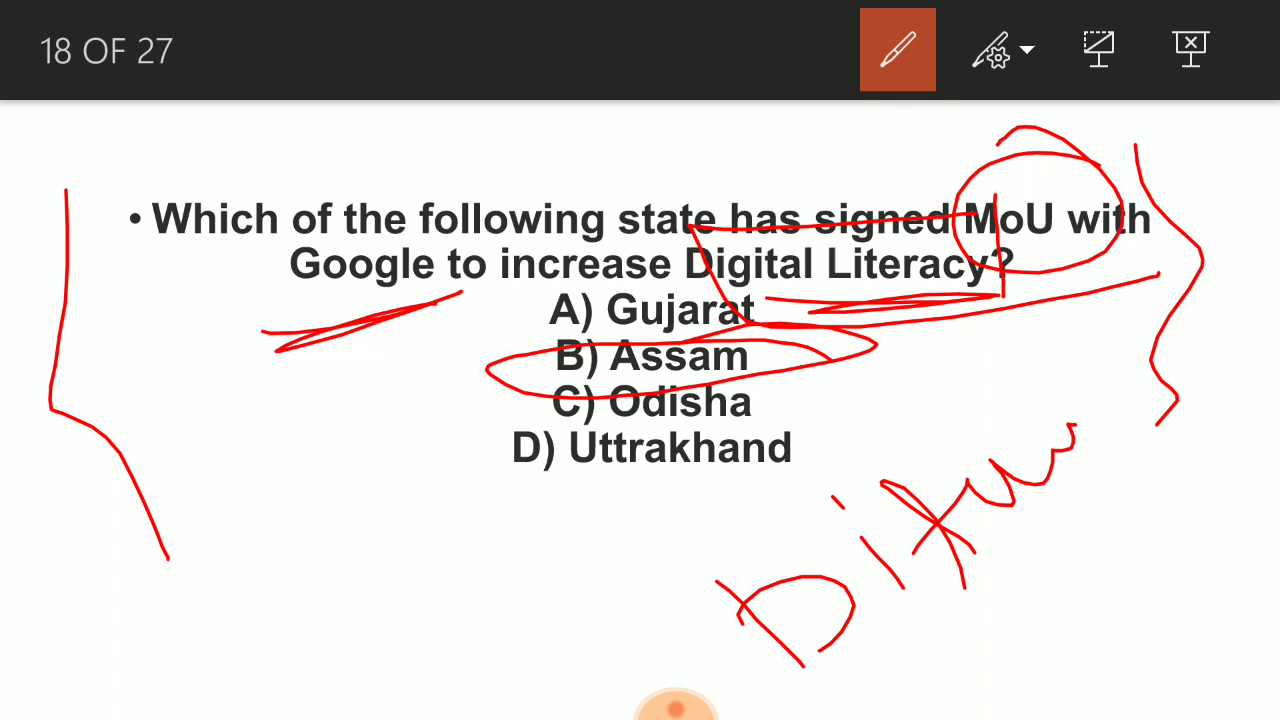 18 OF 27
• Which of the following state has signed MoU with
Google to increase Digital Literacy?
A) Gujarat
B) Assam
C) Odisha
D) Uttrakhand